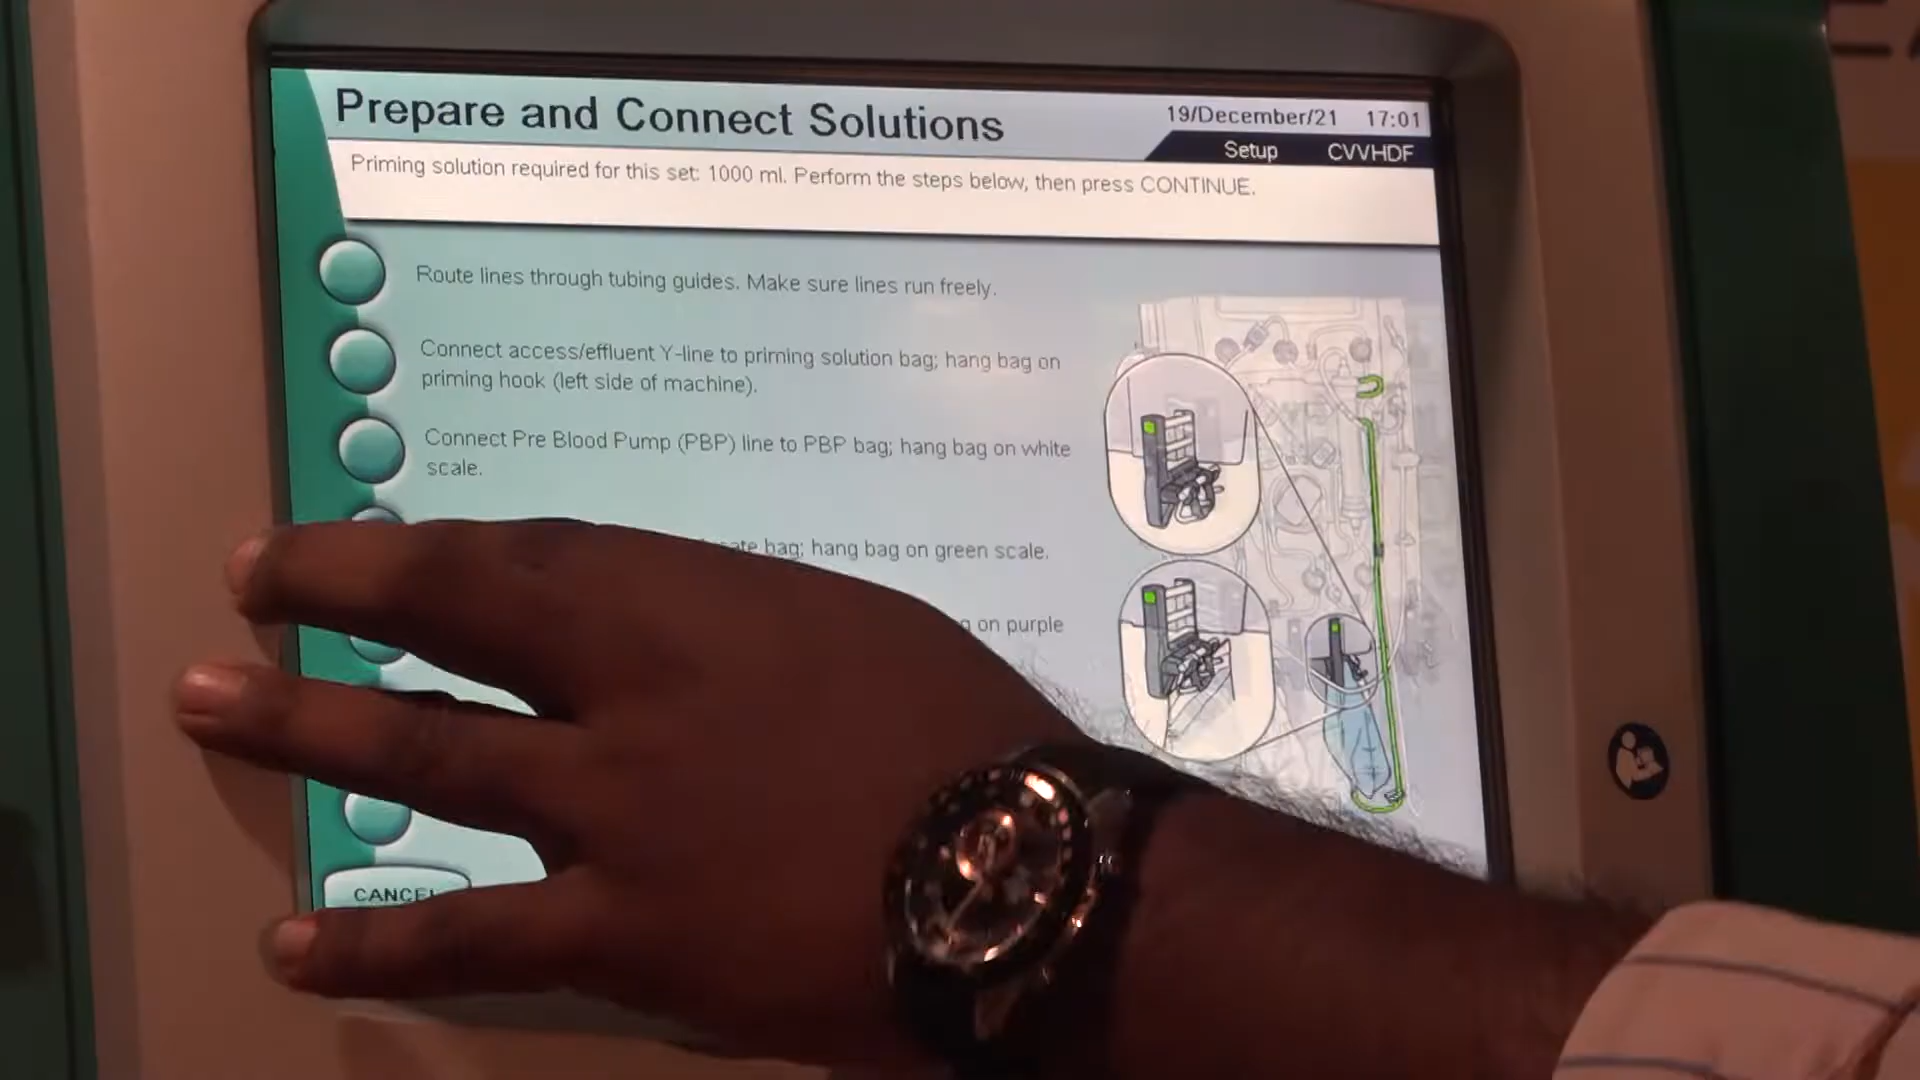 Prepare and Connect Solutions
19/December/21 17:01
Setup CVVHDF
Priming solution required for this set: 1000 ml. Perform the steps below, then press CONTINUE.
Route lines through tubing guides. Make sure lines run freely.
Connect access/effluent Y-line to priming solution bag; hang bag on
priming hook (left side of machine).
Connect Pre Blood Pump (PBP) line to PBP bag; hang bag on white
scale.
bag; hang bag on green scale.
on purple